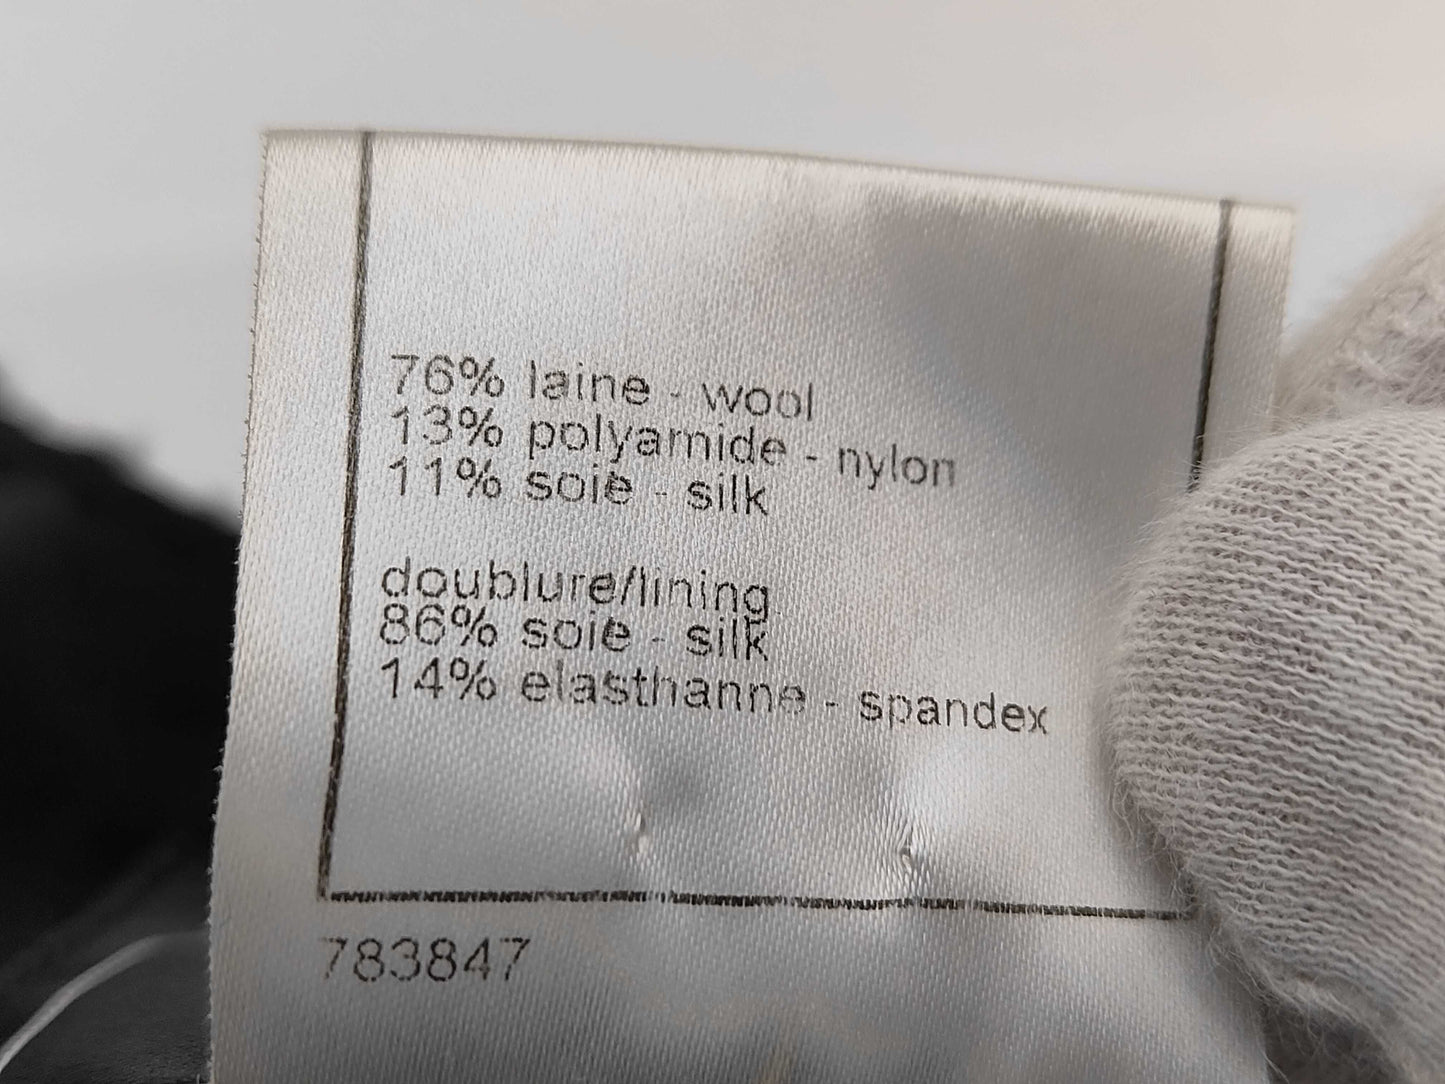 76% laine - wool
13% polyamide - nylon
11% soie - silk
doublure/lining
86% soie - silk
14% elasthanne - spandex
783847